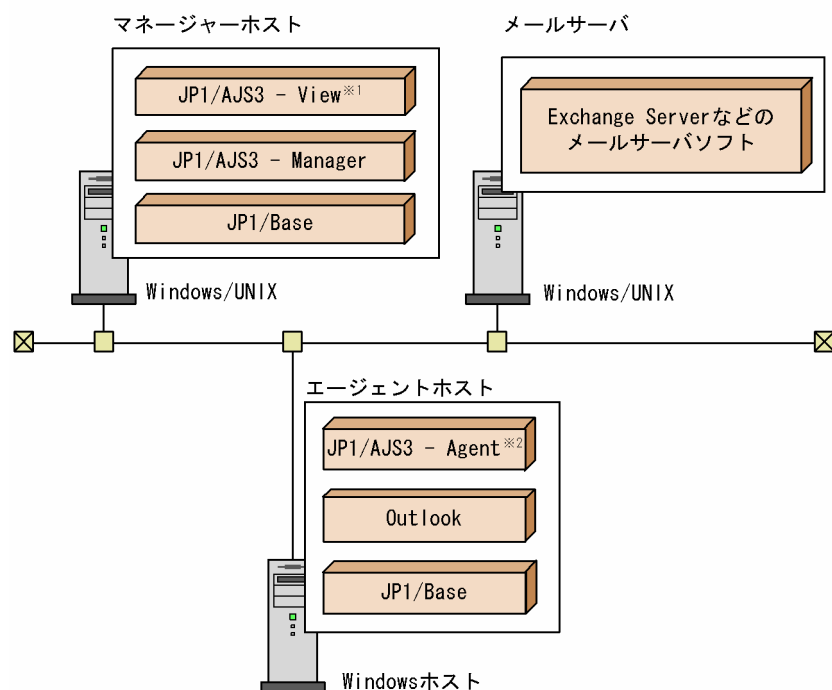 マネージャーホスト
JP1/AJS3 - View※1
JP1/AJS3 - Manager
JP1/Base
Windows/UNIX
メールサーバ
Exchange Serverなどの
メールサーバソフト
Windows/UNIX
エージェントホスト
JP1/AJS3 - Agent※2
Outlook
JP1/Base
Windowsホスト